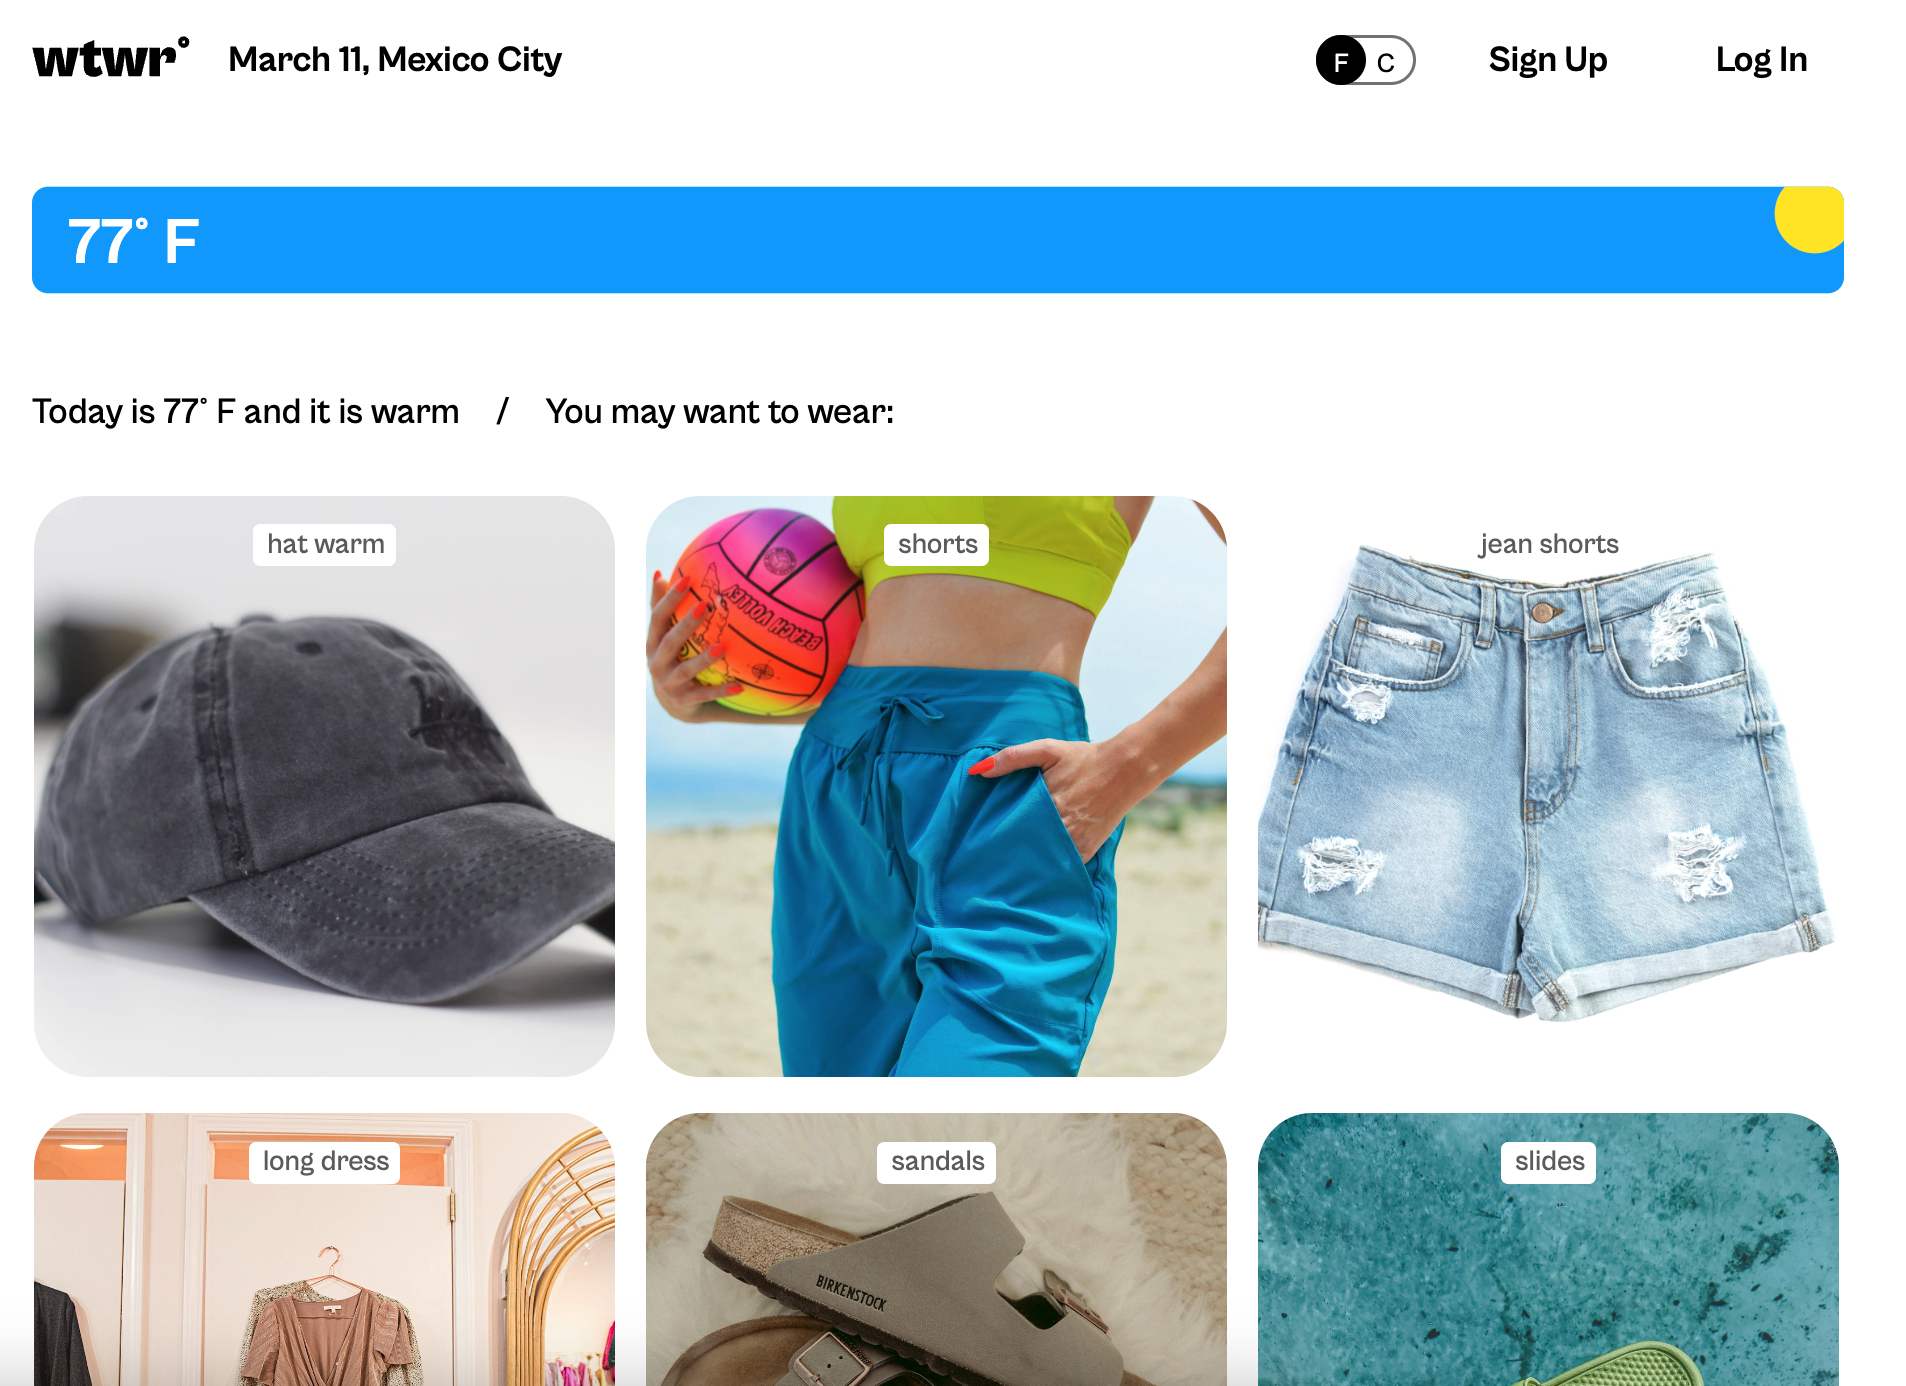 wtwr°
March 11, Mexico City
F C
Sign Up
Log In
77° F
Today is 77° F and it is warm / You may want to wear:
hat warm
shorts
jean shorts
BEACH VOLLEY
long dress
sandals
slides
BIRKENSTOCK